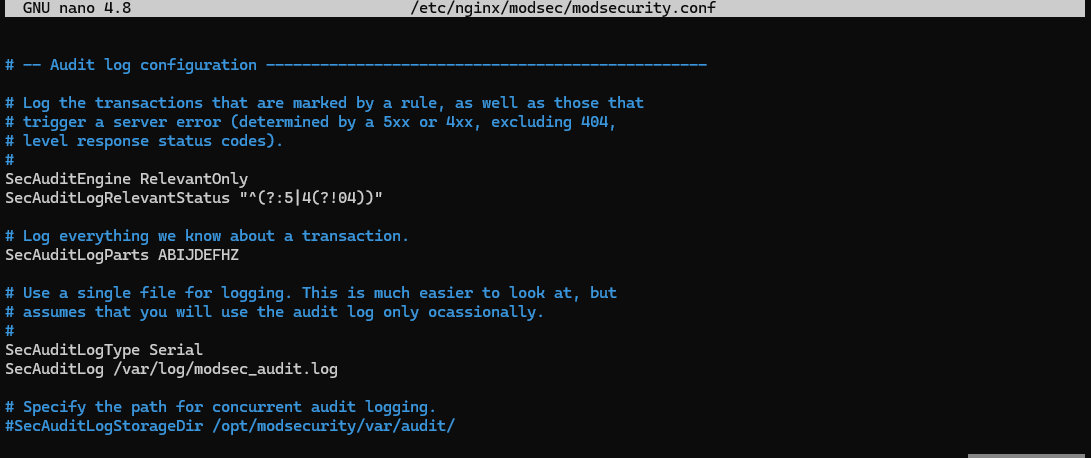 GNU nano 4.8 /etc/nginx/modsec/modsecurity.conf
# -- Audit log configuration -------------------------------------------------
# Log the transactions that are marked by a rule, as well as those that
# trigger a server error (determined by a 5xx or 4xx, excluding 404,
# level response status codes).
#
SecAuditEngine RelevantOnly
SecAuditLogRelevantStatus "^(?:5|4(?!04))"
# Log everything we know about a transaction.
SecAuditLogParts ABIJDEFHZ
# Use a single file for logging. This is much easier to look at, but
# assumes that you will use the audit log only ocassionally.
#
SecAuditLogType Serial
SecAuditLog /var/log/modsec_audit.log
# Specify the path for concurrent audit logging.
#SecAuditLogStorageDir /opt/modsecurity/var/audit/